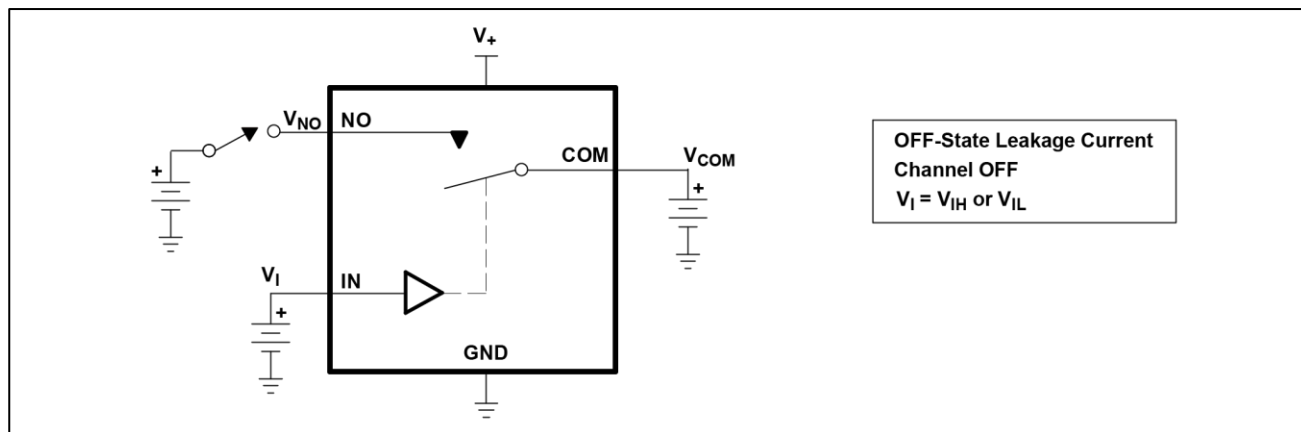 V+
VNO NO
COM VCOM
+
+
VI IN
+
GND
OFF-State Leakage Current
Channel OFF
VI = VIH or VIL